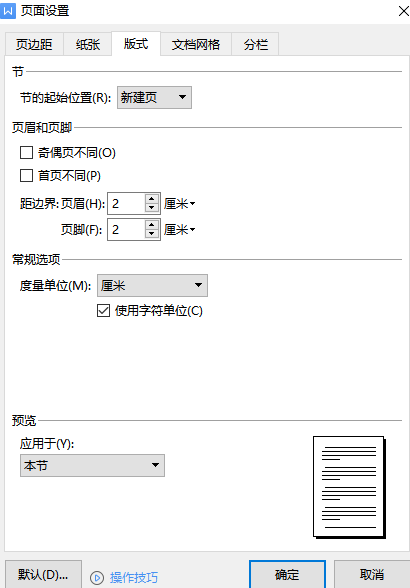 页面设置
页边距 纸张 版式 文档网格 分栏
节
节的起始位置(R): 新建页
页眉和页脚
奇偶页不同(O)
首页不同(P)
距边界: 页眉(H): 2 厘米
页脚(F): 2 厘米
常规选项
度量单位(M): 厘米
使用字符单位(C)
预览
应用于(Y):
本节
默认(D)... 操作技巧 确定 取消